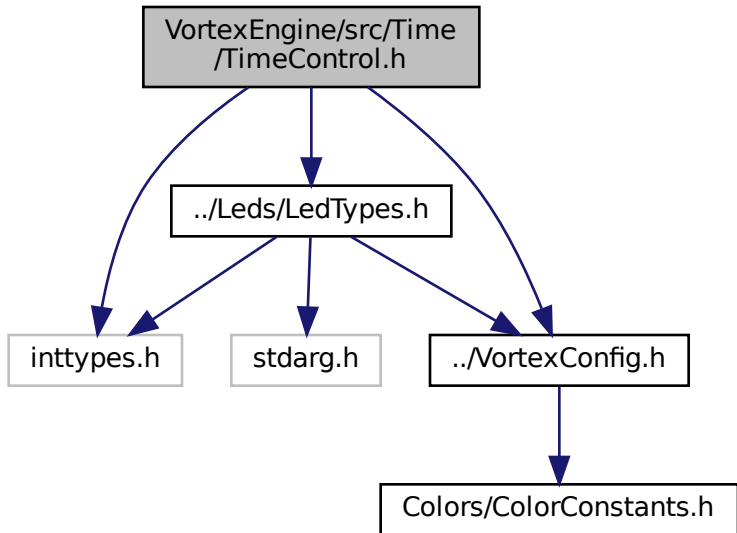 VortexEngine/src/Time
/TimeControl.h
../Leds/LedTypes.h
inttypes.h
stdarg.h
../VortexConfig.h
Colors/ColorConstants.h